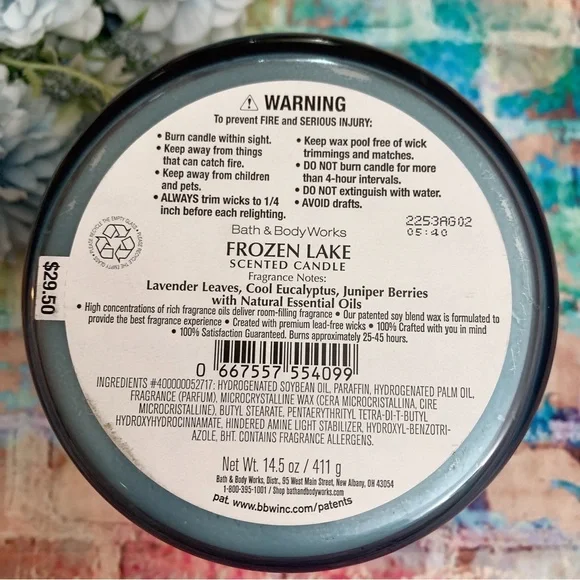 ⚠ WARNING
To prevent FIRE and SERIOUS INJURY:
• Burn candle within sight.
• Keep away from things
that can catch fire.
• Keep away from children
and pets.
• ALWAYS trim wicks to 1/4
inch before each relighting.
• Keep wax pool free of wick
trimmings and matches.
• DO NOT burn candle for more
than 4-hour intervals.
• DO NOT extinguish with water.
• AVOID drafts.
2253AG02
05:40
PLEASE RECYCLE THE EMPTY GLASS • PLEASE RECYCLE THE EMPTY GLASS •
$29.50
Bath & Body Works
FROZEN LAKE
SCENTED CANDLE
Fragrance Notes:
Lavender Leaves, Cool Eucalyptus, Juniper Berries
with Natural Essential Oils
• High concentrations of rich fragrance oils deliver room-filling fragrance • Our patented soy blend wax is formulated to
provide the best fragrance experience • Created with premium lead-free wicks • 100% Crafted with you in mind
• 100% Satisfaction Guaranteed. Burns approximately 25-45 hours.
0 667557 554099
INGREDIENTS #400000052717: HYDROGENATED SOYBEAN OIL, PARAFFIN, HYDROGENATED PALM OIL,
FRAGRANCE (PARFUM), MICROCRYSTALLINE WAX (CERA MICROCRISTALLINA, CIRE
MICROCRISTALLINE), BUTYL STEARATE, PENTAERYTHRITYL TETRA-DI-T-BUTYL
HYDROXYHYDROCINNAMATE, HINDERED AMINE LIGHT STABILIZER, HYDROXYL-BENZOTRI-
AZOLE, BHT. CONTAINS FRAGRANCE ALLERGENS.
Net Wt. 14.5 oz / 411 g
Bath & Body Works, Distr., 95 West Main Street, New Albany, OH 43054
1-800-395-1001 / Shop bathandbodyworks.com
pat. www.bbwinc.com/patents